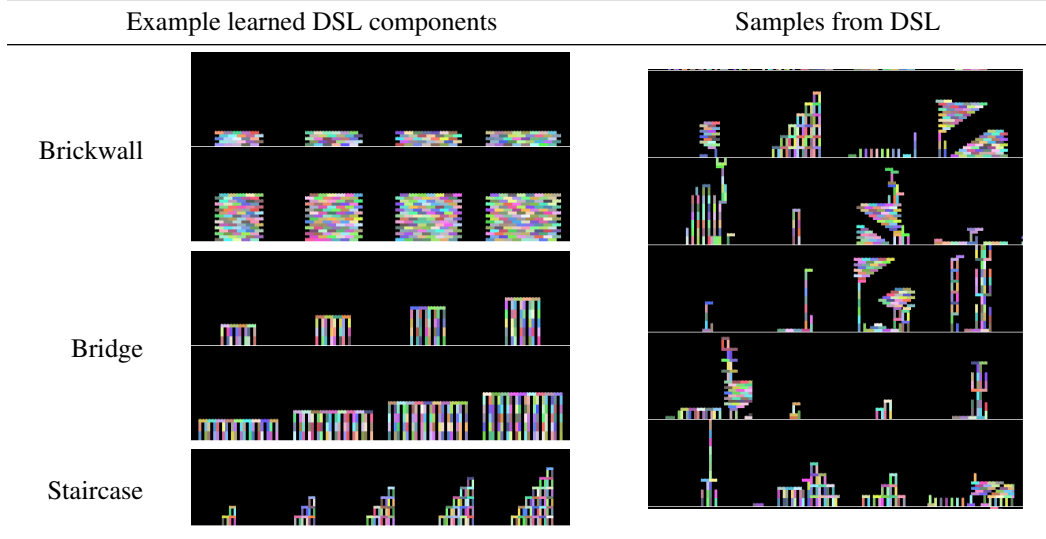 Example learned DSL components
Samples from DSL
Brickwall
Bridge
Staircase